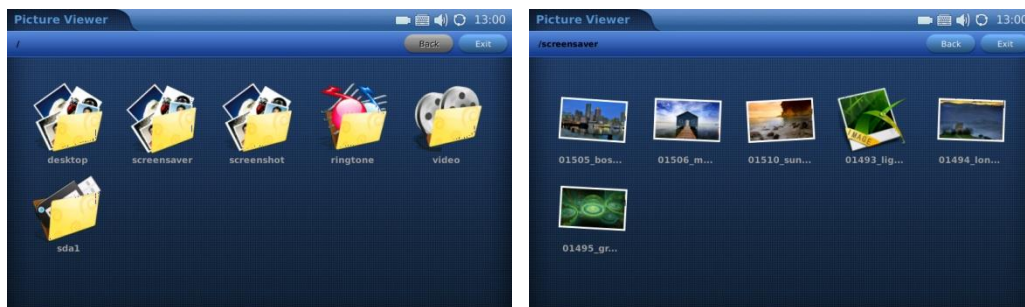 Picture Viewer 13:00
/ Back Exit
desktop screensaver screenshot ringtone video
sda1
Picture Viewer 13:00
/screensaver Back Exit
01505_bos... 01506_m... 01510_sun... 01493_lig... 01494_lon...
IMAGE
01495_gr...